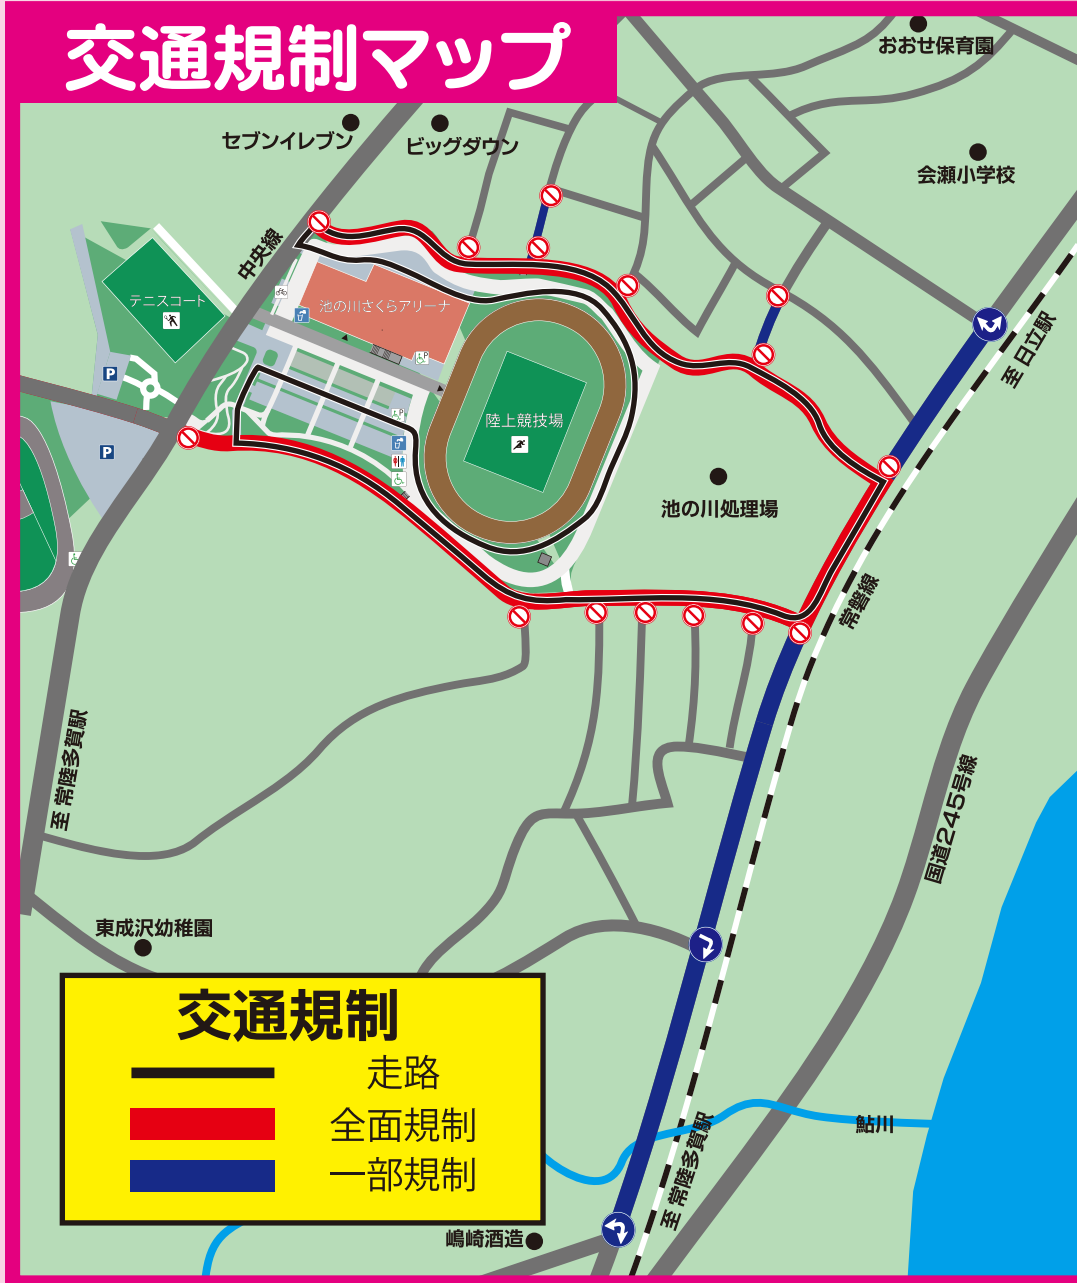 交通規制マップ
おおせ保育園
セブンイレブン
ビッグダウン
会瀬小学校
中央線
テニスコート
池の川さくらアリーナ
至 日立駅
P
P
P
P
陸上競技場
池の川処理場
常磐線
至 常陸多賀駅
国道245号線
東成沢幼稚園
交通規制
走路
全面規制
一部規制
鮎川
至 常陸多賀駅
嶋崎酒造